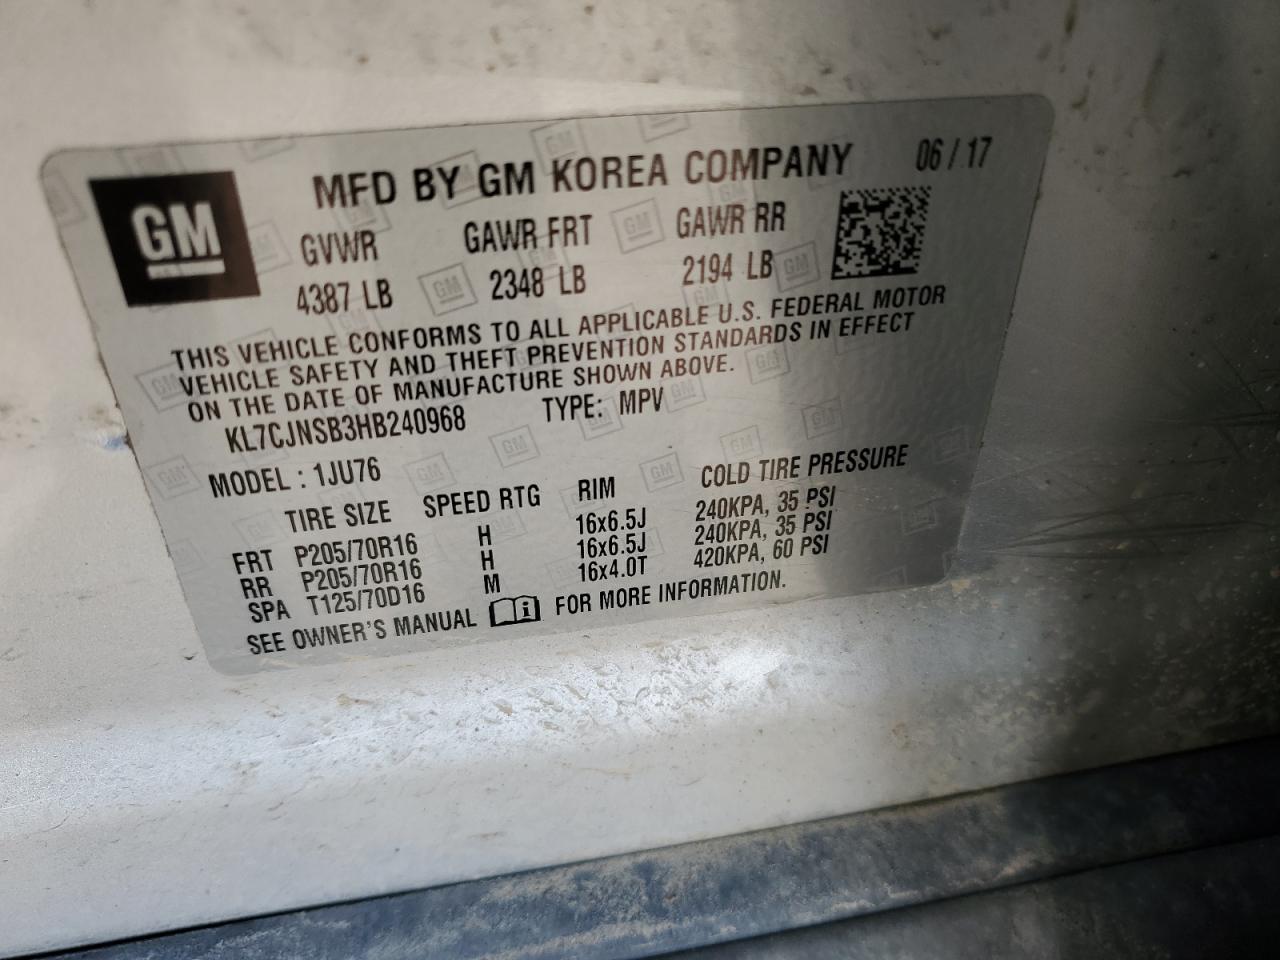 GM
MFD BY GM KOREA COMPANY 06 / 17
GVWR GAWR FRT GAWR RR
4387 LB 2348 LB 2194 LB
THIS VEHICLE CONFORMS TO ALL APPLICABLE U.S. FEDERAL MOTOR
VEHICLE SAFETY AND THEFT PREVENTION STANDARDS IN EFFECT
ON THE DATE OF MANUFACTURE SHOWN ABOVE.
KL7CJNSB3HB240968 TYPE: MPV
MODEL : 1JU76
TIRE SIZE SPEED RTG RIM COLD TIRE PRESSURE
FRT P205/70R16 H 16x6.5J 240KPA, 35 PSI
RR P205/70R16 H 16x6.5J 240KPA, 35 PSI
SPA T125/70D16 M 16x4.0T 420KPA, 60 PSI
SEE OWNER'S MANUAL i FOR MORE INFORMATION.